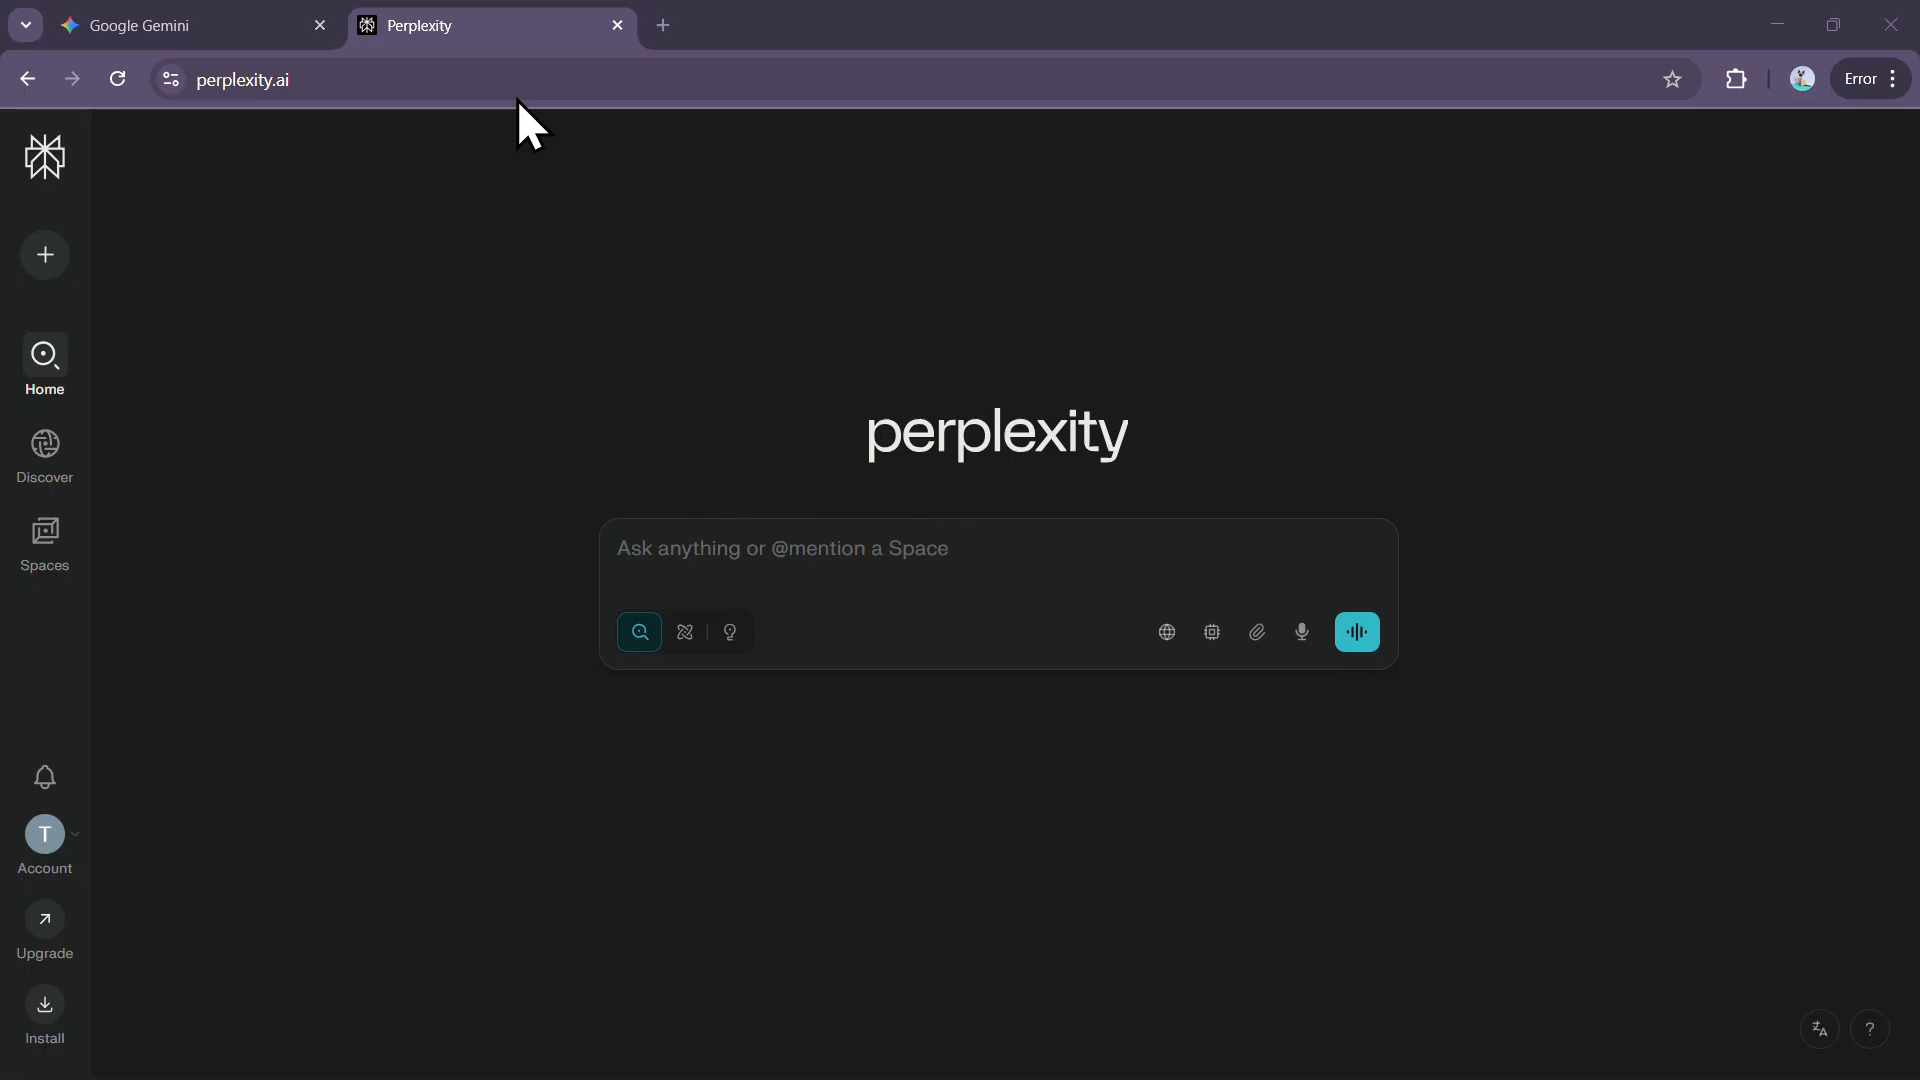 Google Gemini
Perplexity
perplexity.ai
Error
Home
Discover
Spaces
perplexity
Ask anything or @mention a Space
T
Account
Upgrade
Install
?